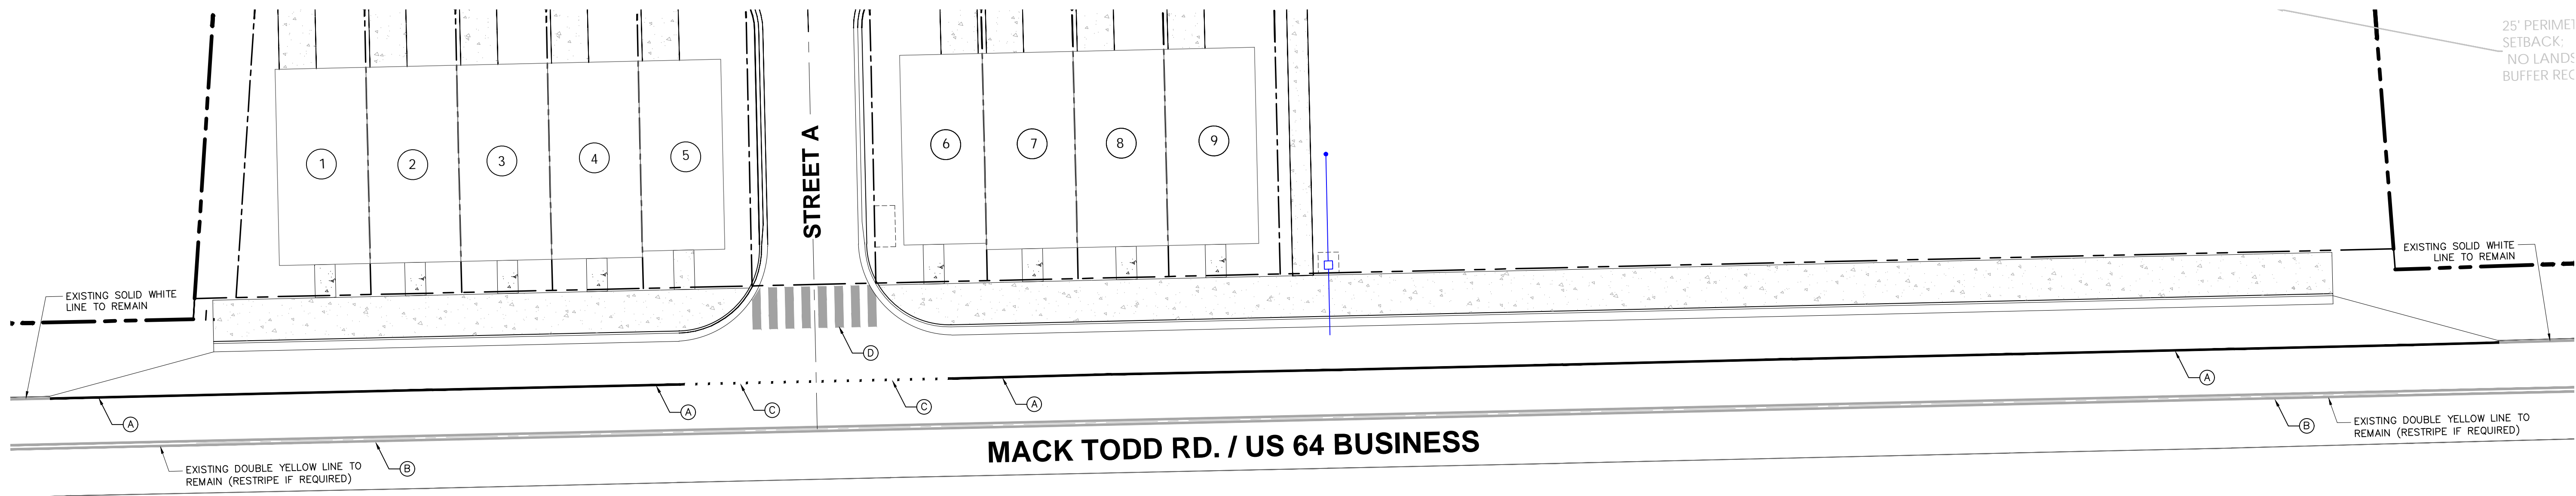 25' PERIMET
SETBACK:
NO LANDS
BUFFER REC
STREET A
1
2
3
4
5
6
7
8
9
EXISTING SOLID WHITE
LINE TO REMAIN
EXISTING SOLID WHITE
LINE TO REMAIN
D
A
A
C
C
A
A
B
B
EXISTING DOUBLE YELLOW LINE TO
REMAIN (RESTRIPE IF REQUIRED)
MACK TODD RD. / US 64 BUSINESS
EXISTING DOUBLE YELLOW LINE TO
REMAIN (RESTRIPE IF REQUIRED)